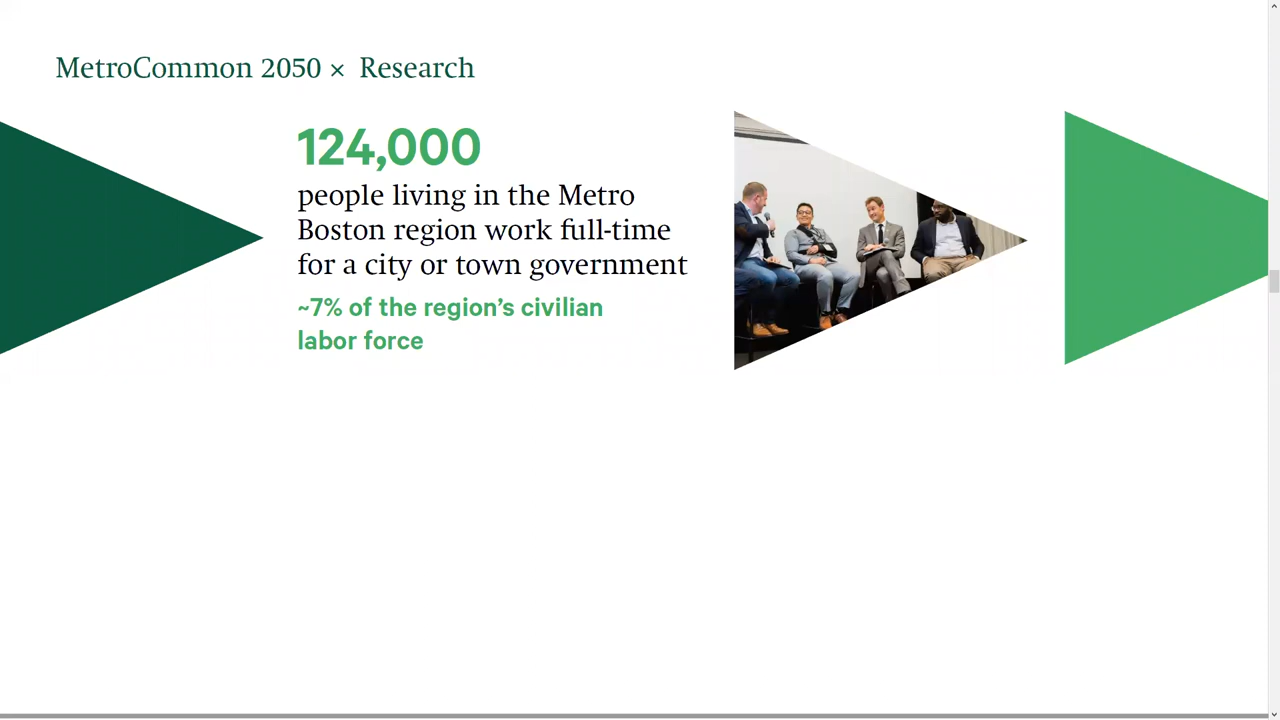 MetroCommon 2050 × Research
124,000
people living in the Metro
Boston region work full-time
for a city or town government
~7% of the region's civilian
labor force